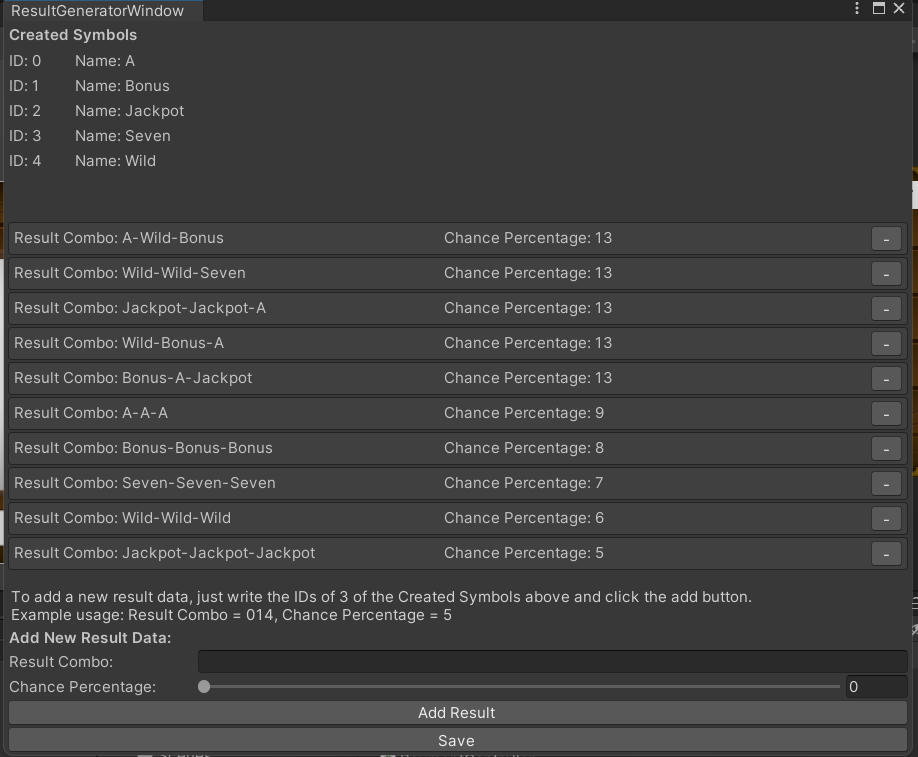 ResultGeneratorWindow
Created Symbols
ID: 0 Name: A
ID: 1 Name: Bonus
ID: 2 Name: Jackpot
ID: 3 Name: Seven
ID: 4 Name: Wild
Result Combo: A-Wild-Bonus Chance Percentage: 13 -
Result Combo: Wild-Wild-Seven Chance Percentage: 13 -
Result Combo: Jackpot-Jackpot-A Chance Percentage: 13 -
Result Combo: Wild-Bonus-A Chance Percentage: 13 -
Result Combo: Bonus-A-Jackpot Chance Percentage: 13 -
Result Combo: A-A-A Chance Percentage: 9 -
Result Combo: Bonus-Bonus-Bonus Chance Percentage: 8 -
Result Combo: Seven-Seven-Seven Chance Percentage: 7 -
Result Combo: Wild-Wild-Wild Chance Percentage: 6 -
Result Combo: Jackpot-Jackpot-Jackpot Chance Percentage: 5 -
To add a new result data, just write the IDs of 3 of the Created Symbols above and click the add button.
Example usage: Result Combo = 014, Chance Percentage = 5
Add New Result Data:
Result Combo:
Chance Percentage: 0
Add Result
Save